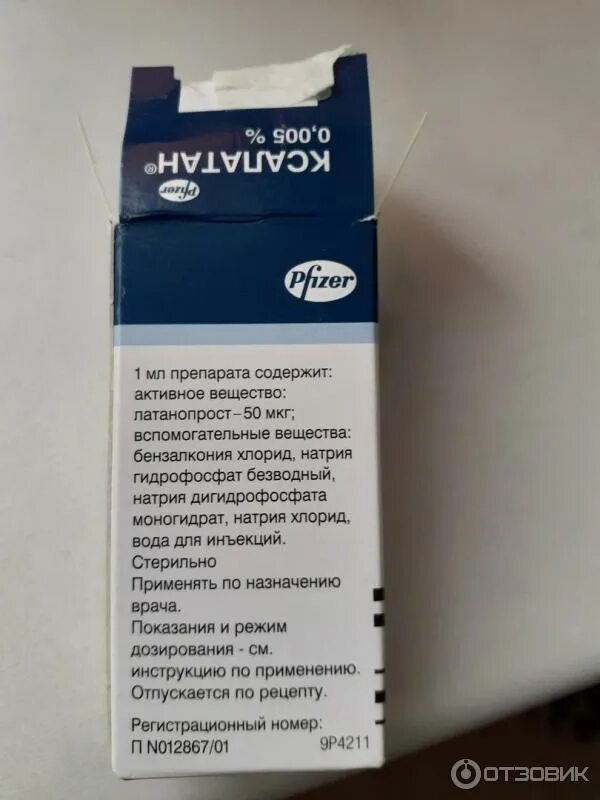 0,005 %
КСАЛАТАН®
Pfizer
Pfizer
1 мл препарата содержит:
активное вещество:
латанопрост–50 мкг;
вспомогательные вещества:
бензалкония хлорид, натрия
гидрофосфат безводный,
натрия дигидрофосфата
моногидрат, натрия хлорид,
вода для инъекций.
Стерильно
Применять по назначению
врача.
Показания и режим
дозирования - см.
инструкцию по применению.
Отпускается по рецепту.
Регистрационный номер:
П N012867/01
9P4211
ОТЗОВИК